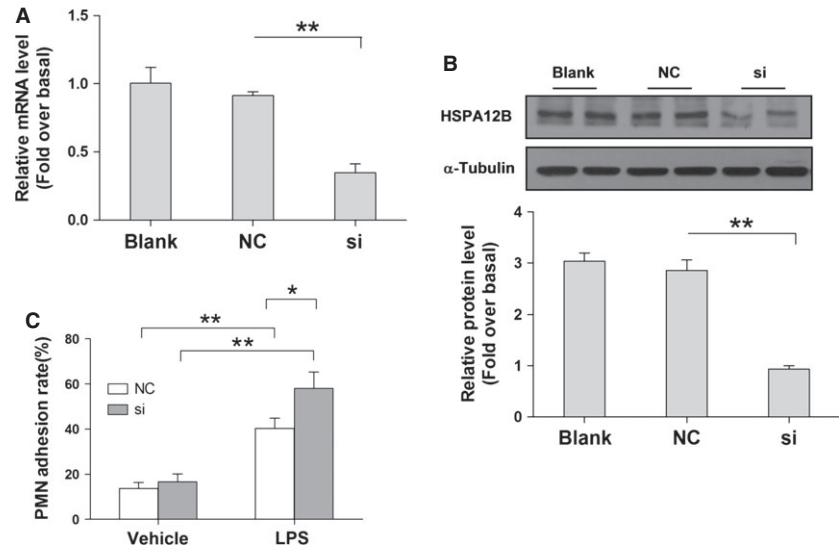 A
Relative mRNA level
(Fold over basal)
1.5
1.0
0.5
0.0
**
Blank NC si
B
Blank NC si
HSPA12B
α-Tubulin
Relative protein level
(Fold over basal)
4
3
2
1
0
**
Blank NC si
C
PMN adhesion rate(%)
80
60
40
20
0
NC
si
*
**
**
Vehicle LPS